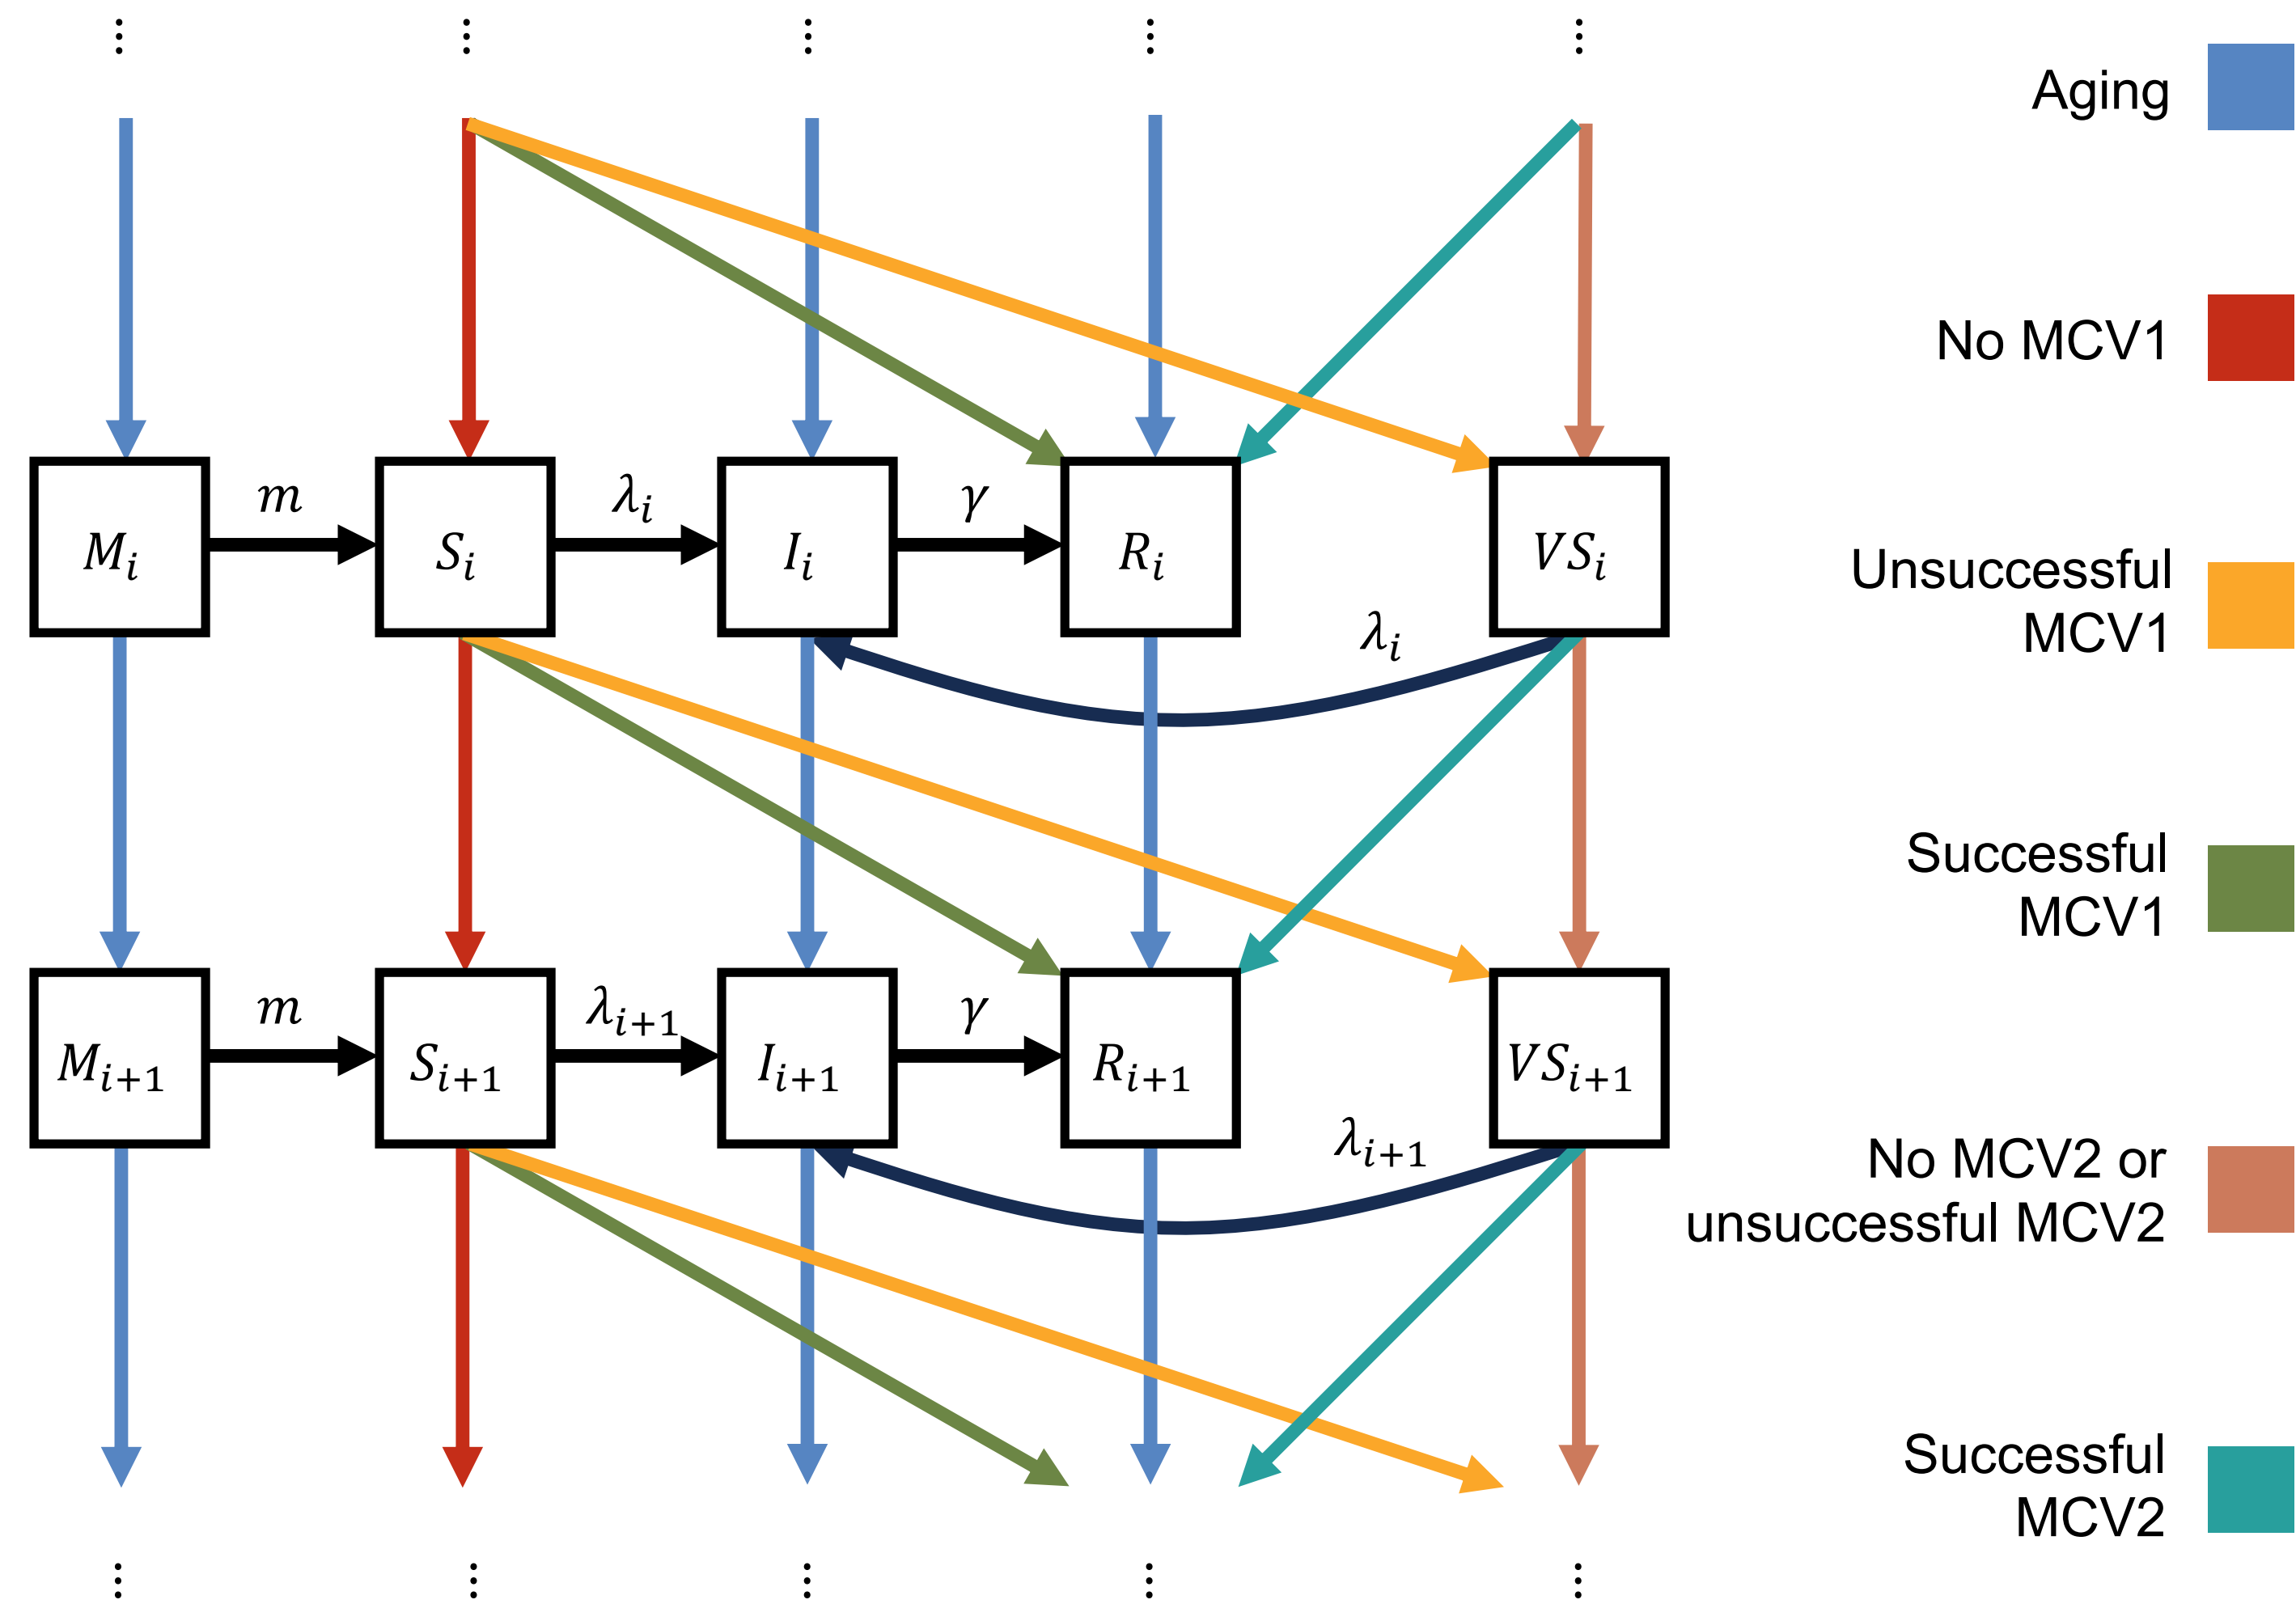 ⋮ ⋮ ⋮ ⋮ ⋮
Aging
No MCV1
m λᵢ γ
Mᵢ Sᵢ Iᵢ Rᵢ VSᵢ
Unsuccessful
MCV1
λᵢ
Successful
MCV1
m λᵢ₊₁ γ
Mᵢ₊₁ Sᵢ₊₁ Iᵢ₊₁ Rᵢ₊₁ VSᵢ₊₁
λᵢ₊₁
No MCV2 or
unsuccessful MCV2
Successful
MCV2
⋮ ⋮ ⋮ ⋮ ⋮